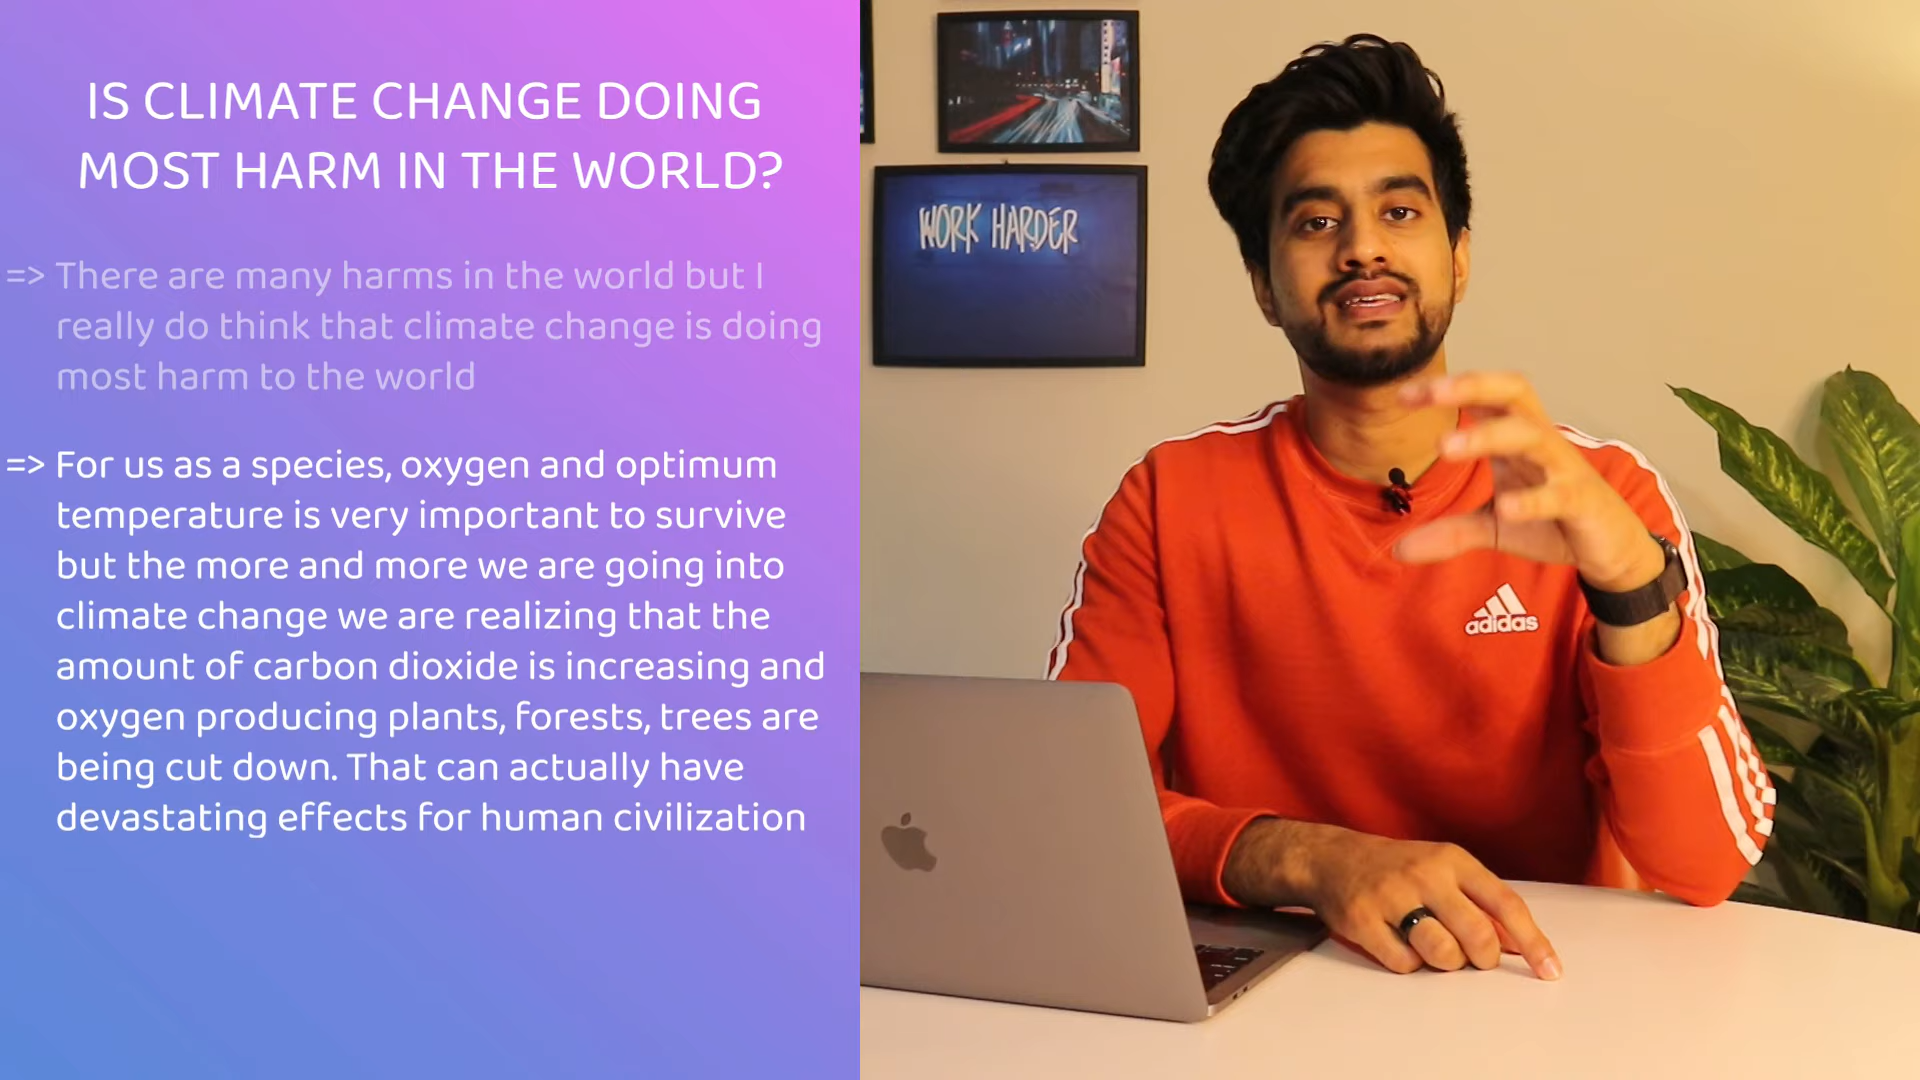 IS CLIMATE CHANGE DOING
MOST HARM IN THE WORLD?
=> There are many harms in the world but I
really do think that climate change is doing
most harm to the world
=> For us as a species, oxygen and optimum
temperature is very important to survive
but the more and more we are going into
climate change we are realizing that the
amount of carbon dioxide is increasing and
oxygen producing plants, forests, trees are
being cut down. That can actually have
devastating effects for human civilization
WORK HARDER
adidas